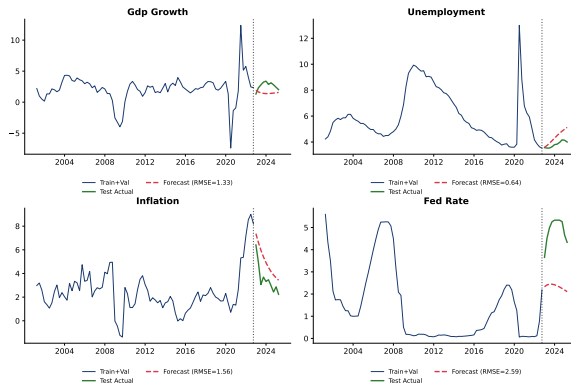 Gdp Growth
10
5
0
−5
2004 2008 2012 2016 2020 2024
Train+Val
Test Actual
Forecast (RMSE=1.33)
Unemployment
12
10
8
6
4
2004 2008 2012 2016 2020 2024
Train+Val
Test Actual
Forecast (RMSE=0.64)
Inflation
8
6
4
2
0
2004 2008 2012 2016 2020 2024
Train+Val
Test Actual
Forecast (RMSE=1.56)
Fed Rate
5
4
3
2
1
0
2004 2008 2012 2016 2020 2024
Train+Val
Test Actual
Forecast (RMSE=2.59)